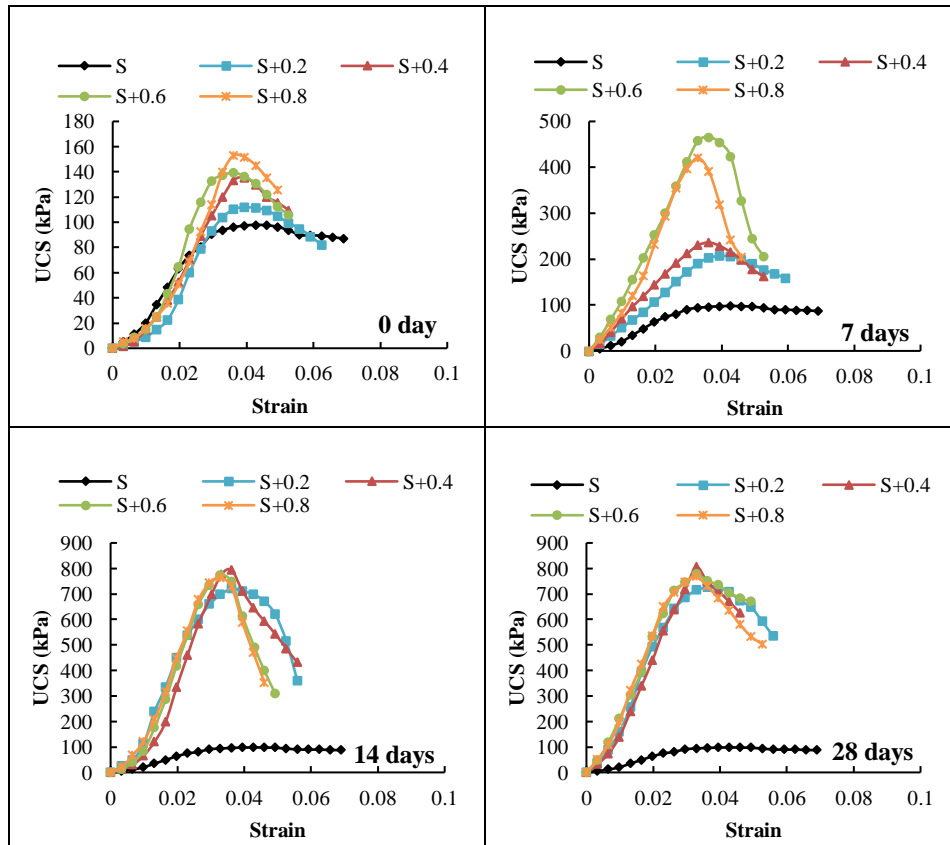 S S+0.2 S+0.4
S+0.6 S+0.8
180
160
140
120
100
80
60
40
20
0
UCS (kPa)
0 0.02 0.04 0.06 0.08 0.1
Strain
0 day
S S+0.2 S+0.4
S+0.6 S+0.8
500
400
300
200
100
0
UCS (kPa)
0 0.02 0.04 0.06 0.08 0.1
Strain
7 days
S S+0.2 S+0.4
S+0.6 S+0.8
900
800
700
600
500
400
300
200
100
0
UCS (kPa)
0 0.02 0.04 0.06 0.08 0.1
Strain
14 days
S S+0.2 S+0.4
S+0.6 S+0.8
900
800
700
600
500
400
300
200
100
0
UCS (kPa)
0 0.02 0.04 0.06 0.08 0.1
Strain
28 days